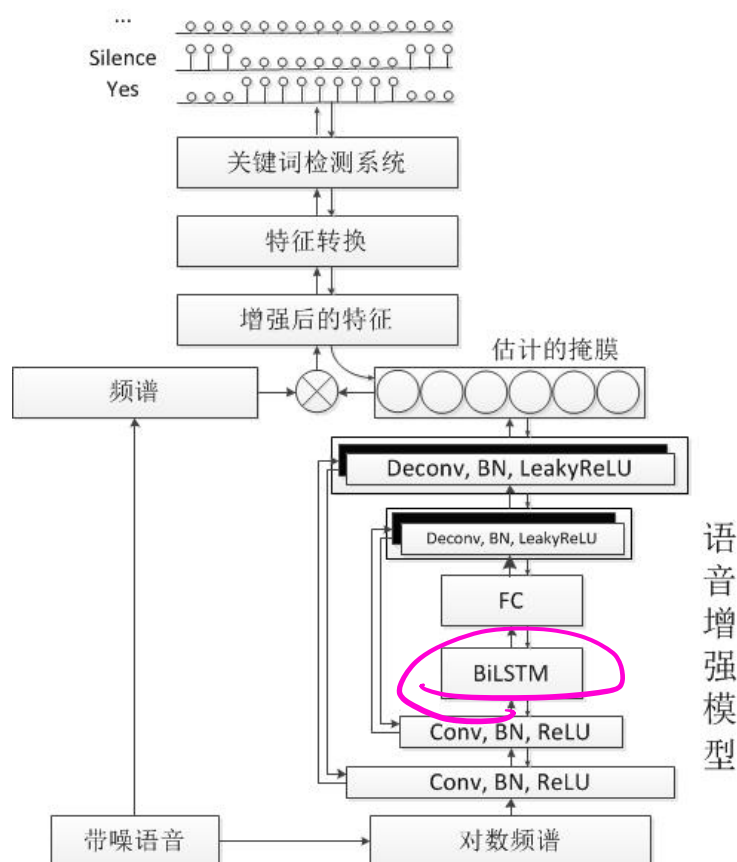 ...
Silence
Yes
关键词检测系统
特征转换
增强后的特征
估计的掩膜
频谱
Deconv, BN, LeakyReLU
Deconv, BN, LeakyReLU
FC
BiLSTM
Conv, BN, ReLU
Conv, BN, ReLU
语音增强模型
带噪语音
对数频谱